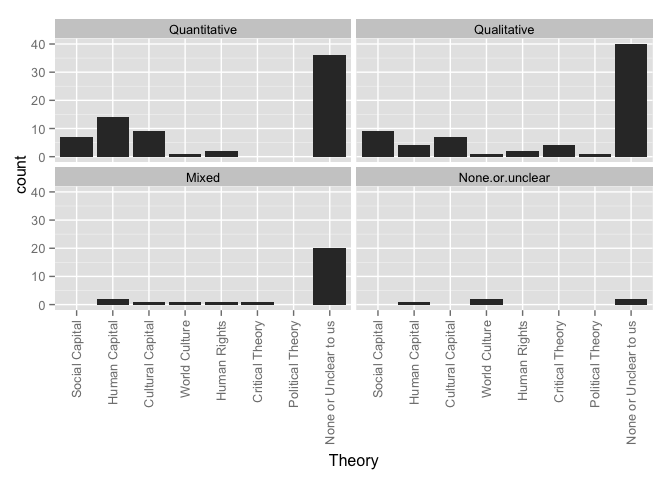 Quantitative
Qualitative
40
30
20
10
0
count
Mixed
None.or.unclear
40
30
20
10
0
Social Capital
Human Capital
Cultural Capital
World Culture
Human Rights
Critical Theory
Political Theory
None or Unclear to us
Social Capital
Human Capital
Cultural Capital
World Culture
Human Rights
Critical Theory
Political Theory
None or Unclear to us
Theory